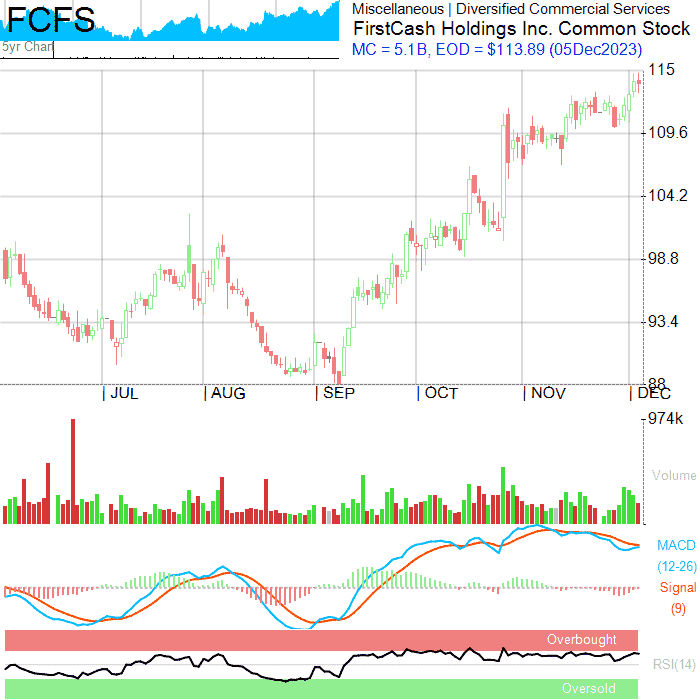 FCFS
5yr Chart
Miscellaneous | Diversified Commercial Services
FirstCash Holdings Inc. Common Stock
MC = 5.1B, EOD = $113.89 (05Dec2023)
115
109.6
104.2
98.8
93.4
88
| JUL | AUG | SEP | OCT | NOV | DEC
974k
Volume
MACD
(12-26)
Signal
(9)
Overbought
RSI(14)
Oversold